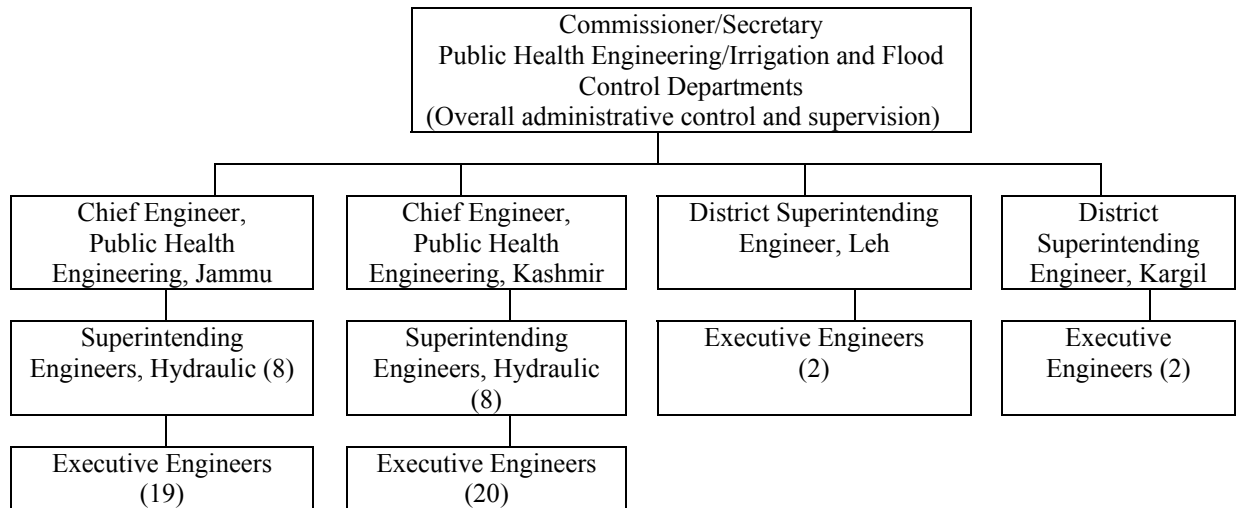 Commissioner/Secretary
Public Health Engineering/Irrigation and Flood
Control Departments
(Overall administrative control and supervision)
Chief Engineer,
Public Health
Engineering, Jammu
Chief Engineer,
Public Health
Engineering, Kashmir
District Superintending
Engineer, Leh
District
Superintending
Engineer, Kargil
Superintending
Engineers, Hydraulic (8)
Superintending
Engineers, Hydraulic
(8)
Executive Engineers
(2)
Executive
Engineers (2)
Executive Engineers
(19)
Executive Engineers
(20)